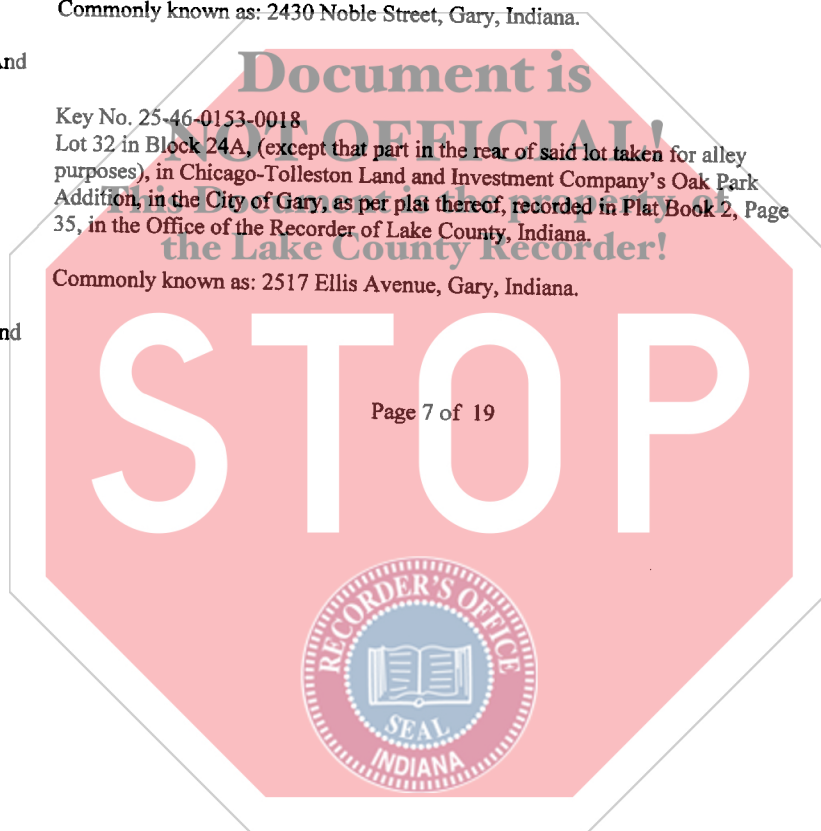 Commonly known as: 2430 Noble Street, Gary, Indiana.
And
Document is
Key No. 25-46-0153-0018
NOT OFFICIAL!
Lot 32 in Block 24A, (except that part in the rear of said lot taken for alley
purposes), in Chicago-Tolleston Land and Investment Company's Oak Park
This Document is the property of
Addition, in the City of Gary, as per plat thereof, recorded in Plat Book 2, Page
35, in the Office of the Recorder of Lake County, Indiana.
the Lake County Recorder!
Commonly known as: 2517 Ellis Avenue, Gary, Indiana.
nd
STOP
Page 7 of 19
RECORDER'S OFFICE
SEAL
INDIANA